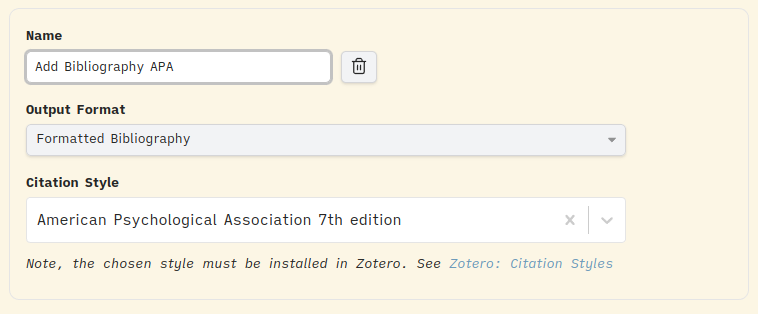 Name
Add Bibliography APA
Output Format
Formatted Bibliography
Citation Style
American Psychological Association 7th edition
Note, the chosen style must be installed in Zotero. See Zotero: Citation Styles